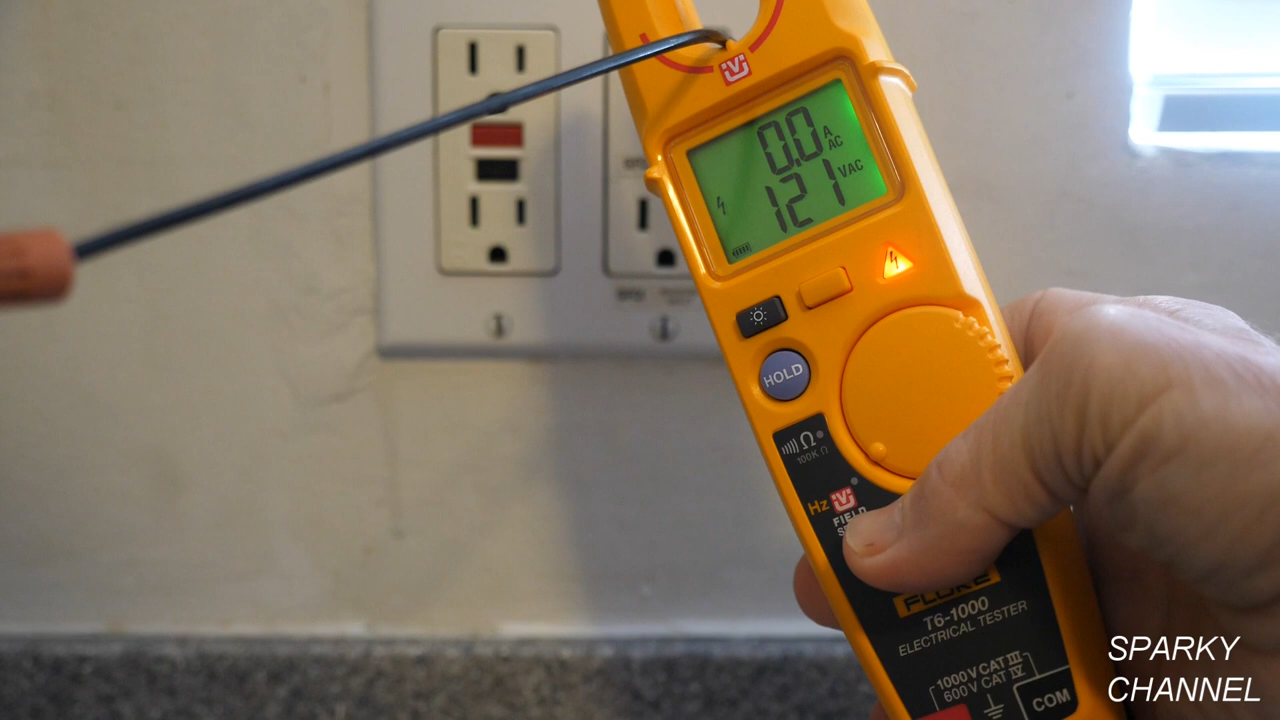 V
0.0 A AC
121 VAC
HOLD
Ω
100K Ω
Hz V
FIELD
FLUKE
T6-1000
ELECTRICAL TESTER
1000V CAT III
600V CAT IV
COM
SPARKY
CHANNEL